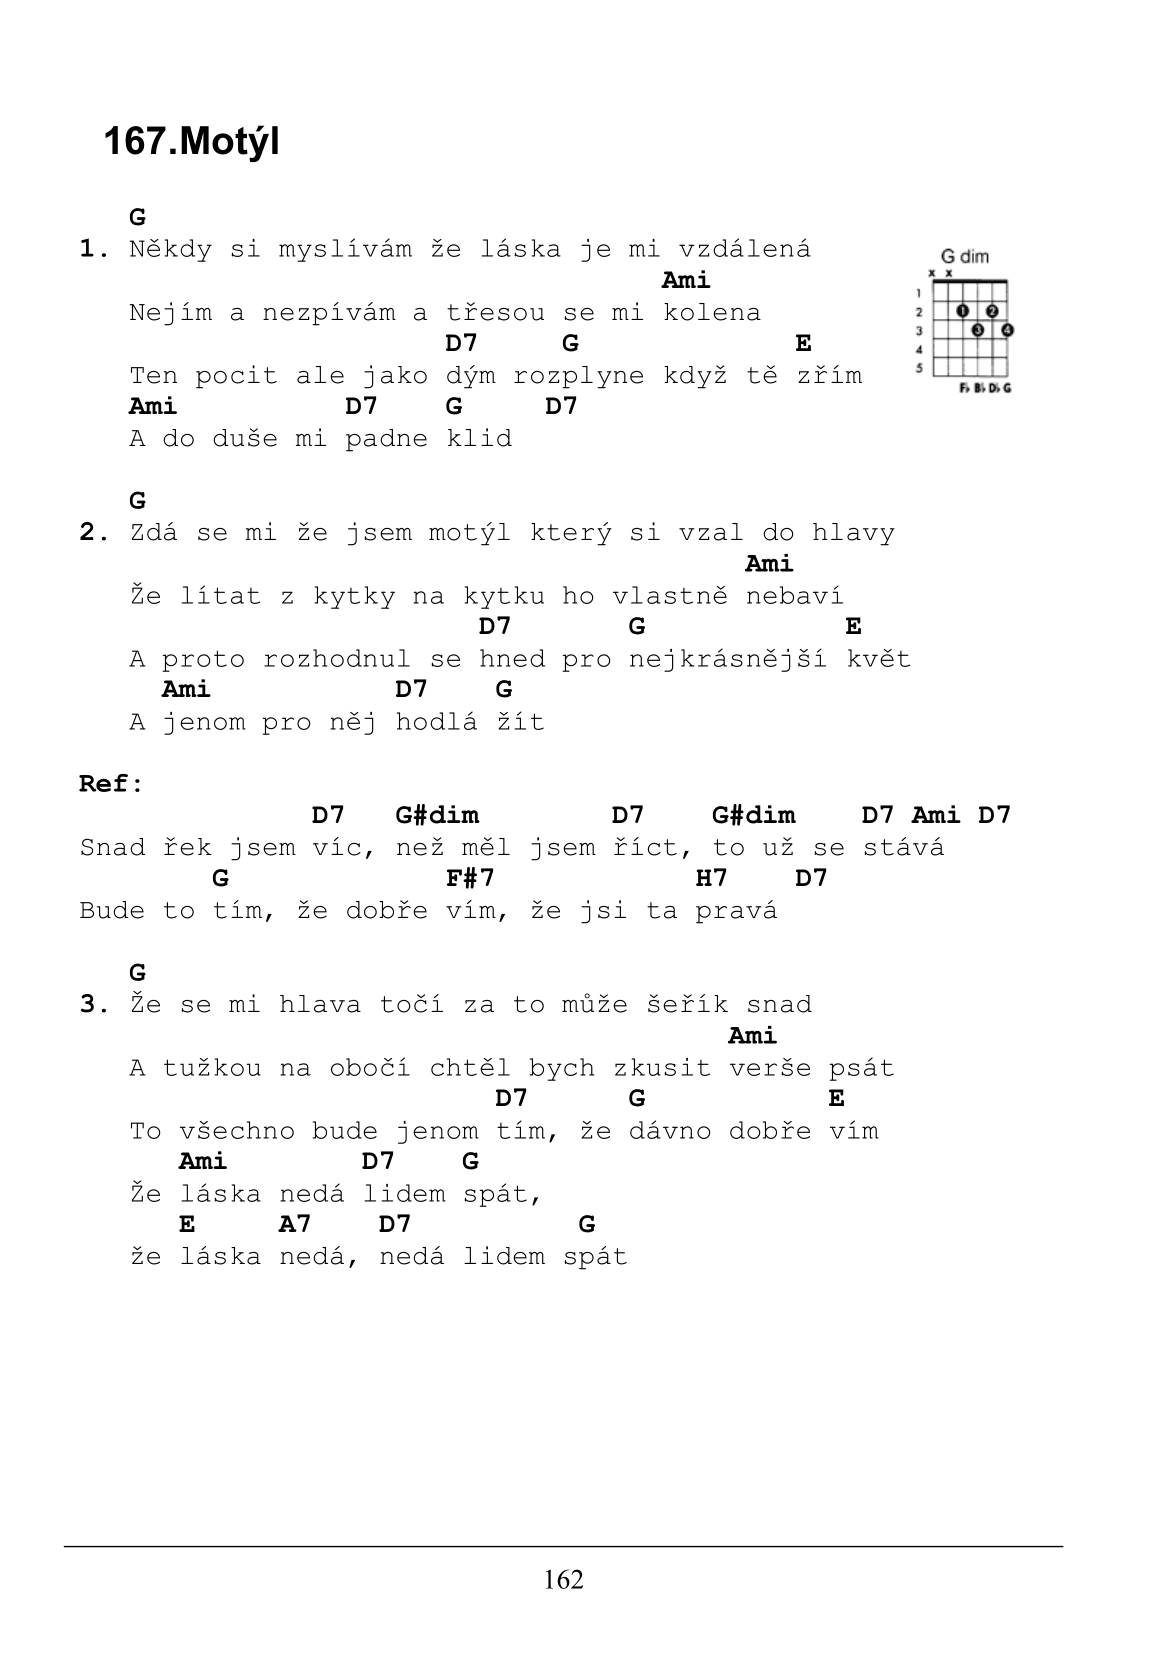 167.Motýl
G
1. Někdy si myslívám že láska je mi vzdálená
Ami
Nejím a nezpívám a třesou se mi kolena
D7 G E
Ten pocit ale jako dým rozplyne když tě zřím
Ami D7 G D7
A do duše mi padne klid
G dim
x x
1
2 1 2
3 3 4
4
5
F♭ B♭ D♭ G
G
2. Zdá se mi že jsem motýl který si vzal do hlavy
Ami
Že lítat z kytky na kytku ho vlastně nebaví
D7 G E
A proto rozhodnul se hned pro nejkrásnější květ
Ami D7 G
A jenom pro něj hodlá žít
Ref:
D7 G#dim D7 G#dim D7 Ami D7
Snad řek jsem víc, než měl jsem říct, to už se stává
G F#7 H7 D7
Bude to tím, že dobře vím, že jsi ta pravá
G
3. Že se mi hlava točí za to může šeřík snad
Ami
A tužkou na obočí chtěl bych zkusit verše psát
D7 G E
To všechno bude jenom tím, že dávno dobře vím
Ami D7 G
Že láska nedá lidem spát,
E A7 D7 G
že láska nedá, nedá lidem spát
162